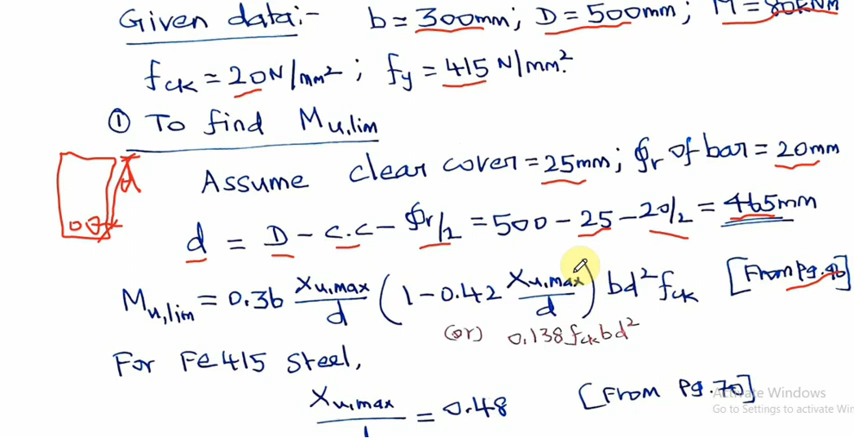 Given data:- b = 300mm; D = 500mm; M = 80kNm
fck = 20N/mm²; fy = 415 N/mm².
① To find Mu,lim
d
Assume clear cover = 25mm; ϕr of bar = 20mm
d = D - C.C - ϕr/2 = 500 - 25 - 20/2 = 465mm
Mu,lim = 0.36 Xu,max/d (1 - 0.42 Xu,max/d) bd² fck [From Pg.96]
(or) 0.138 fck bd²
For Fe415 Steel,
Xu,max/d = 0.48 [From Pg.70]
Activate Windows
Go to Settings to activate Win